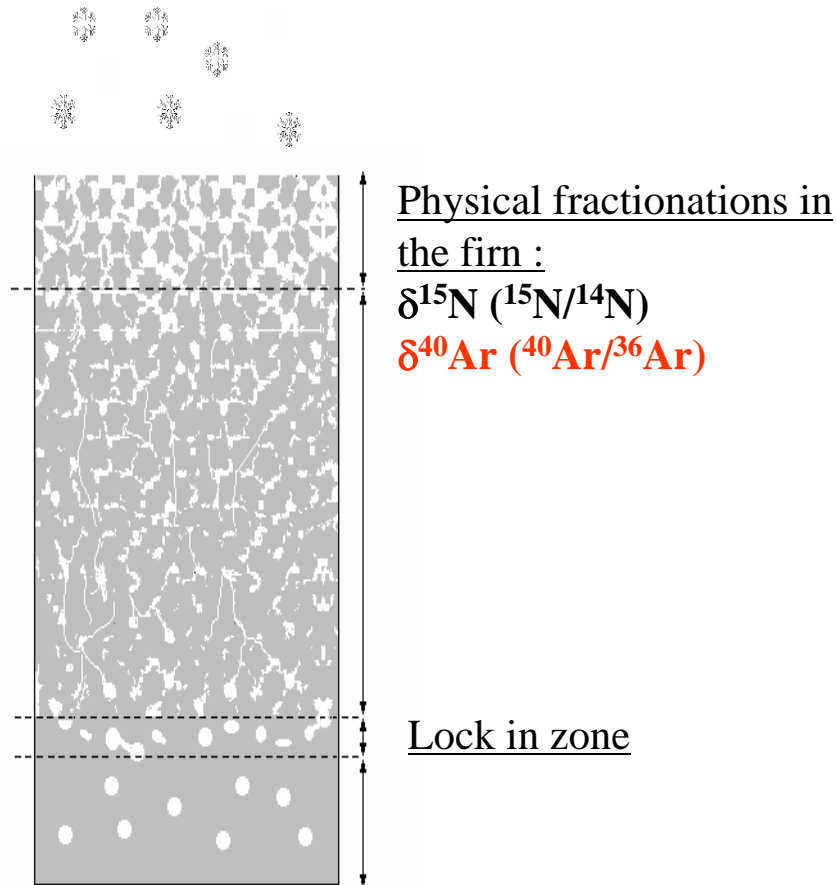 Physical fractionations in
the firn :
δ¹⁵N (¹⁵N/¹⁴N)
δ⁴⁰Ar (⁴⁰Ar/³⁶Ar)
Lock in zone